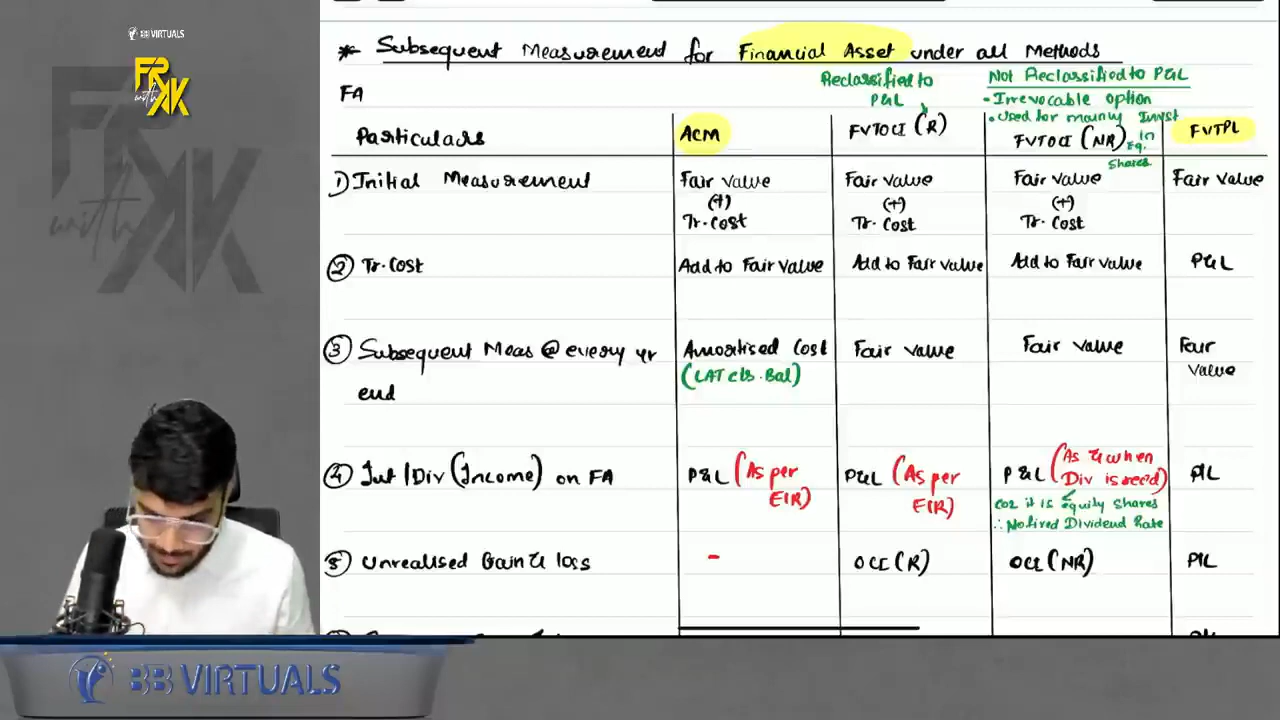 BB VIRTUALS
FR
with
AK
* Subsequent Measurement for Financial Asset under all Methods
FA
Reclassified to
P&L
Not Reclassified to P&L
• Irrevocable option
• Used for mainly Invst in Eq. Shares
Particulars ACM FVTOCI (R) FVTOCI (NR) FVTPL
1) Initial Measurement Fair value Fair value Fair value Fair value
(+) (+) (+)
Tr. Cost Tr. Cost Tr. Cost
2 Tr. Cost Add to Fair value Add to Fair value Add to Fair value P&L
3 Subsequent Meas @ every yr Amortised Cost Fair value Fair value Fair
end (LAT cls. Bal) value
4 Int / Div (Income) on FA P&L (As per EIR) P&L (As per EIR) P&L (As & when Div is recd) P/L
coz it is equity shares
∴ No fixed Dividend Rate
5 unrealised Gain & loss - OCI (R) OCI (NR) P/L
BB VIRTUALS